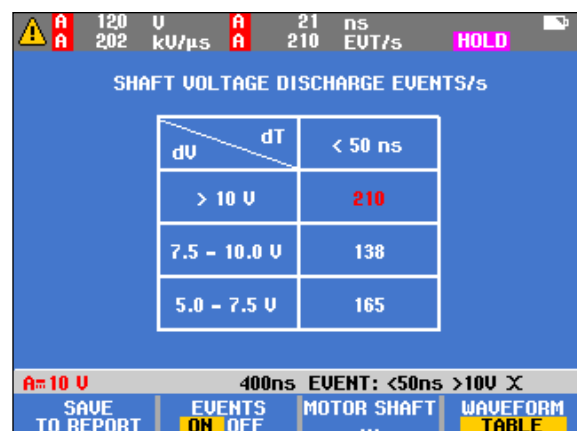 A 120 V A 21 ns
A 202 kV/µs A 210 EVT/s HOLD
SHAFT VOLTAGE DISCHARGE EVENTS/s
dV dT < 50 ns
> 10 V 210
7.5 - 10.0 V 138
5.0 - 7.5 V 165
A 10 V 400ns EVENT: <50ns >10V
SAVE EVENTS MOTOR SHAFT WAVEFORM
TO REPORT ON OFF ... TABLE